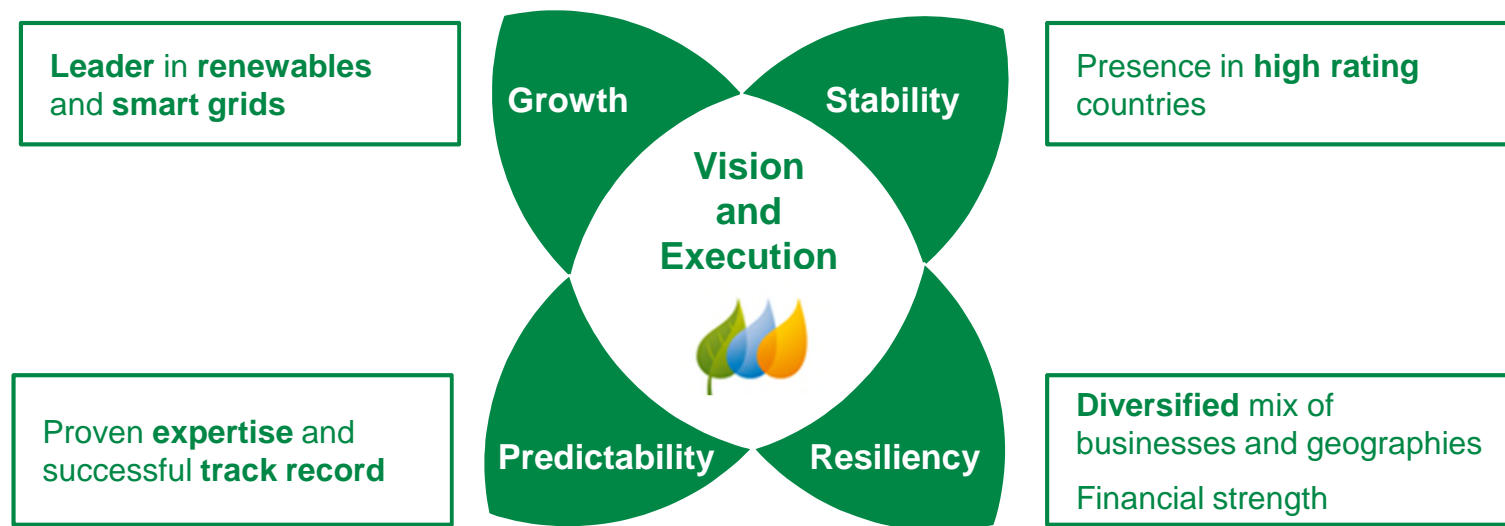 Leader in renewables
and smart grids
Growth
Stability
Presence in high rating
countries
Vision
and
Execution
Proven expertise and
successful track record
Predictability
Resiliency
Diversified mix of
businesses and geographies
Financial strength